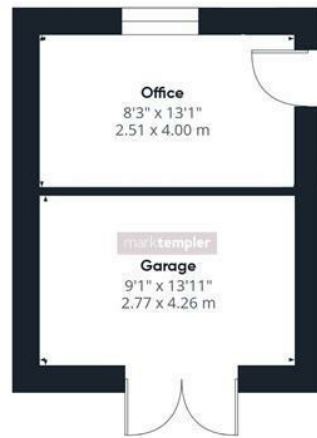 Office
8'3" x 13'1"
2.51 x 4.00 m
marktempler
Garage
9'1" x 13'11"
2.77 x 4.26 m